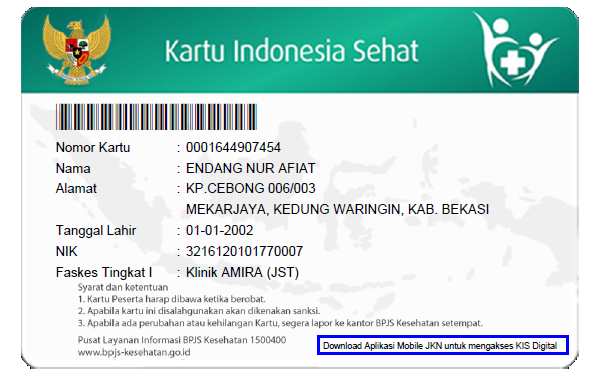 Kartu Indonesia Sehat
Nomor Kartu : 0001644907454
Nama : ENDANG NUR AFIAT
Alamat : KP.CEBONG 006/003
MEKARJAYA, KEDUNG WARINGIN, KAB. BEKASI
Tanggal Lahir : 01-01-2002
NIK : 3216120101770007
Faskes Tingkat I : Klinik AMIRA (JST)
Syarat dan ketentuan
1. Kartu Peserta harap dibawa ketika berobat.
2. Apabila kartu ini disalahgunakan akan dikenakan sanksi.
3. Apabila ada perubahan atau kehilangan Kartu, segera lapor ke kantor BPJS Kesehatan setempat.
Pusat Layanan Informasi BPJS Kesehatan 1500400
www.bpjs-kesehatan.go.id
Download Aplikasi Mobile JKN untuk mengakses KIS Digital